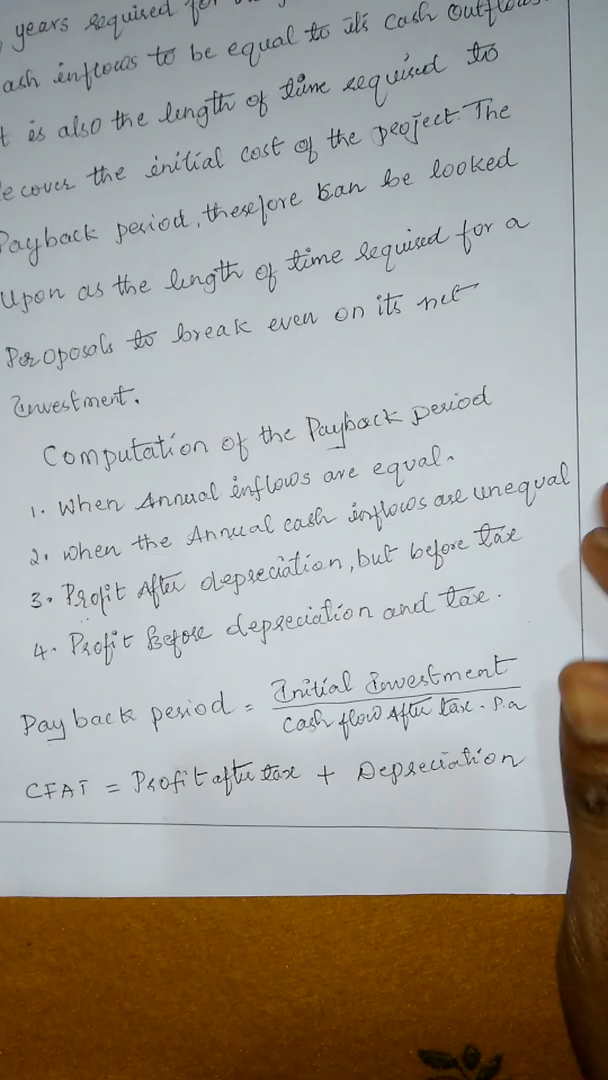 years required for
ash inflows to be equal to its cash outflows.
t is also the length of time required to
ecover the initial cost of the project. The
Payback period, therefore can be looked
Upon as the length of time required for a
Peroposals to break even on its net
Investment.
Computation of the Payback period
1. When Annual inflows are equal.
2. when the Annual cash inflows are unequal
3. Profit After depreciation, but before tax
4. Profit Before depreciation and tax.
Pay back period = Initial Investment
Cash flow After tax. P.a
CFAT = Profit after tax + Depreciation